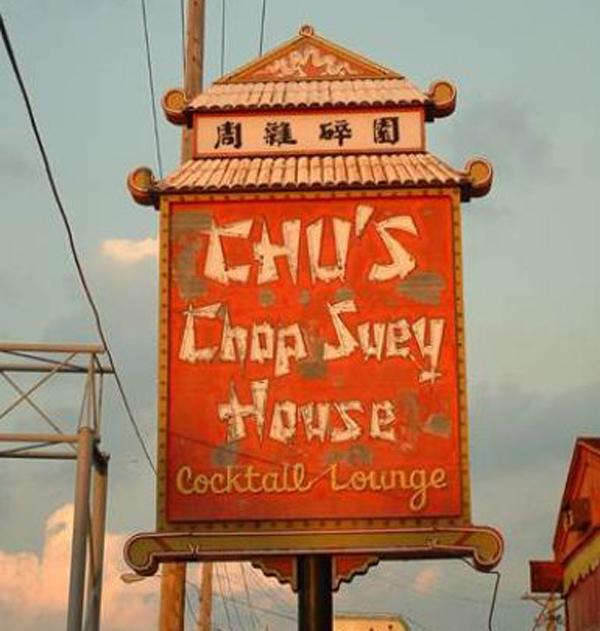 周雜碎園
CHU'S
Chop Suey
House
Cocktail Lounge